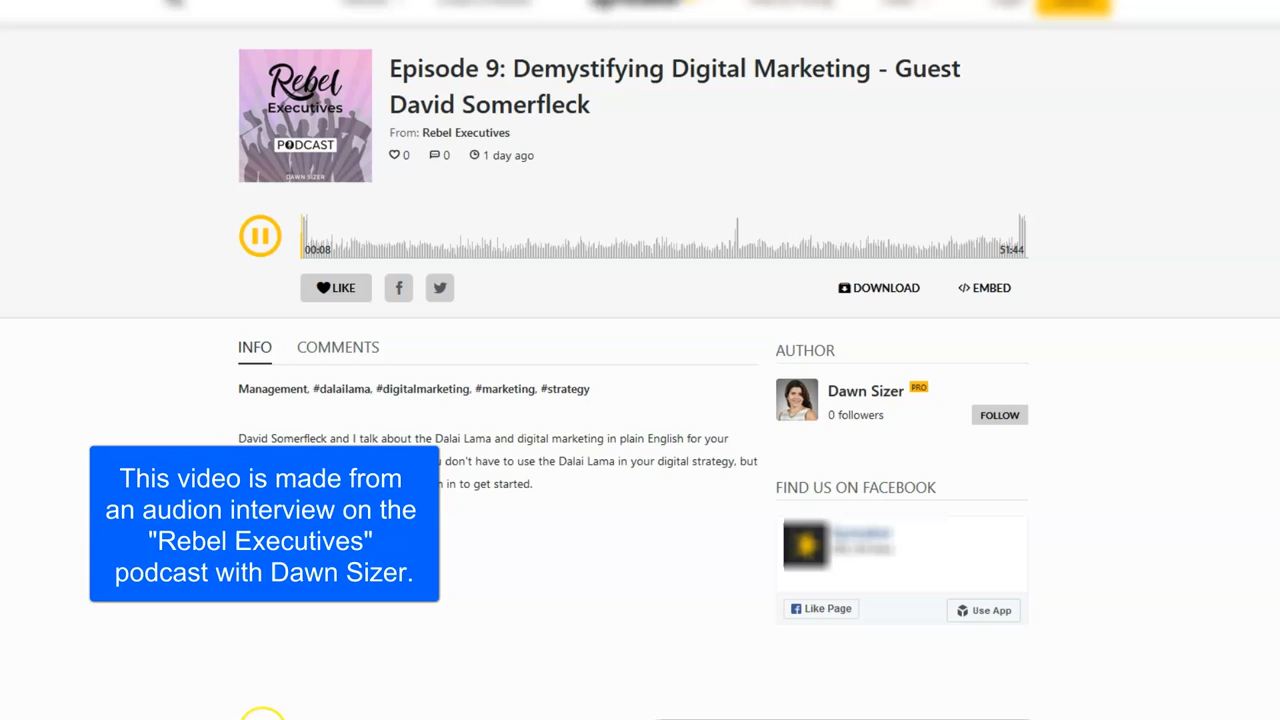 Episode 9: Demystifying Digital Marketing - Guest
David Somerfleck
From: Rebel Executives
0 0 1 day ago
Rebel
Executives
PODCAST
DAWN SIZER
00:08
51:44
LIKE
DOWNLOAD
</> EMBED
INFO COMMENTS
Management, #dalailama, #digitalmarketing, #marketing, #strategy
David Somerfleck and I talk about the Dalai Lama and digital marketing in plain English for your
don't have to use the Dalai Lama in your digital strategy, but
in to get started.
This video is made from
an audion interview on the
"Rebel Executives"
podcast with Dawn Sizer.
AUTHOR
Dawn Sizer PRO
0 followers
FOLLOW
FIND US ON FACEBOOK
Like Page
Use App